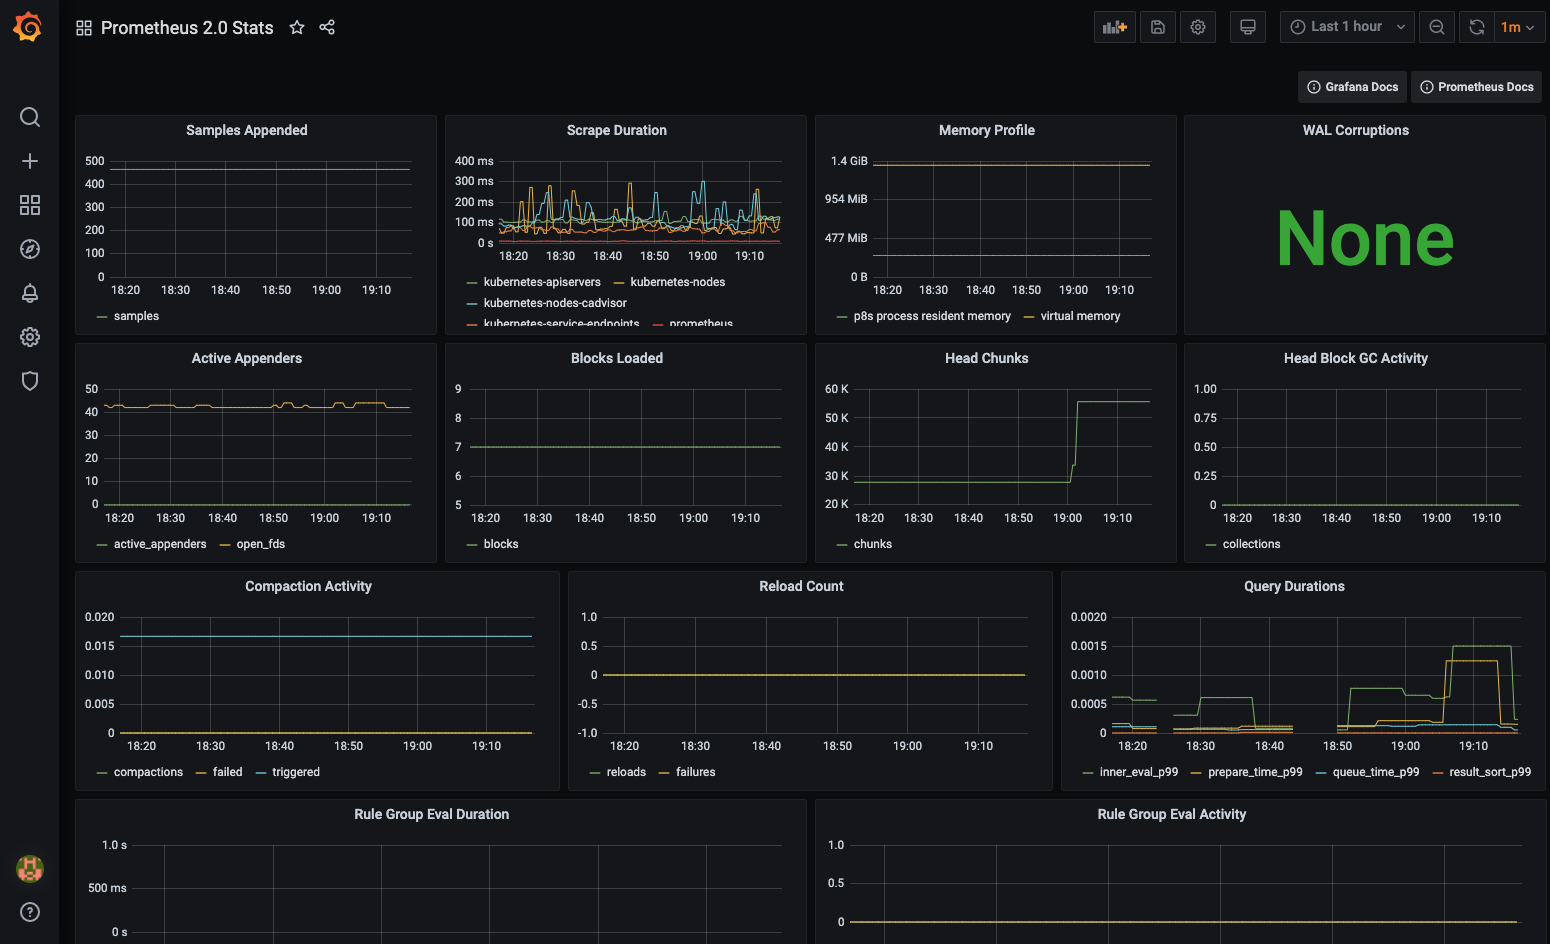 Prometheus 2.0 Stats
Last 1 hour
1m
Grafana Docs
Prometheus Docs
Samples Appended
500
400
300
200
100
0
18:20 18:30 18:40 18:50 19:00 19:10
samples
Scrape Duration
400 ms
300 ms
200 ms
100 ms
0 s
18:20 18:30 18:40 18:50 19:00 19:10
kubernetes-apiservers kubernetes-nodes
kubernetes-nodes-cadvisor
kubernetes-service-endpoints prometheus
Memory Profile
1.4 GiB
954 MiB
477 MiB
0 B
18:20 18:30 18:40 18:50 19:00 19:10
p8s process resident memory virtual memory
WAL Corruptions
None
Active Appenders
50
40
30
20
10
0
18:20 18:30 18:40 18:50 19:00 19:10
active_appenders open_fds
Blocks Loaded
9
8
7
6
5
18:20 18:30 18:40 18:50 19:00 19:10
blocks
Head Chunks
60 K
50 K
40 K
30 K
20 K
18:20 18:30 18:40 18:50 19:00 19:10
chunks
Head Block GC Activity
1.00
0.75
0.50
0.25
0
18:20 18:30 18:40 18:50 19:00 19:10
collections
Compaction Activity
0.020
0.015
0.010
0.005
0
18:20 18:30 18:40 18:50 19:00 19:10
compactions failed triggered
Reload Count
1.0
0.5
0
-0.5
-1.0
18:20 18:30 18:40 18:50 19:00 19:10
reloads failures
Query Durations
0.0020
0.0015
0.0010
0.0005
0
18:20 18:30 18:40 18:50 19:00 19:10
inner_eval_p99 prepare_time_p99 queue_time_p99 result_sort_p99
Rule Group Eval Duration
1.0 s
500 ms
0 s
Rule Group Eval Activity
1.0
0.5
0